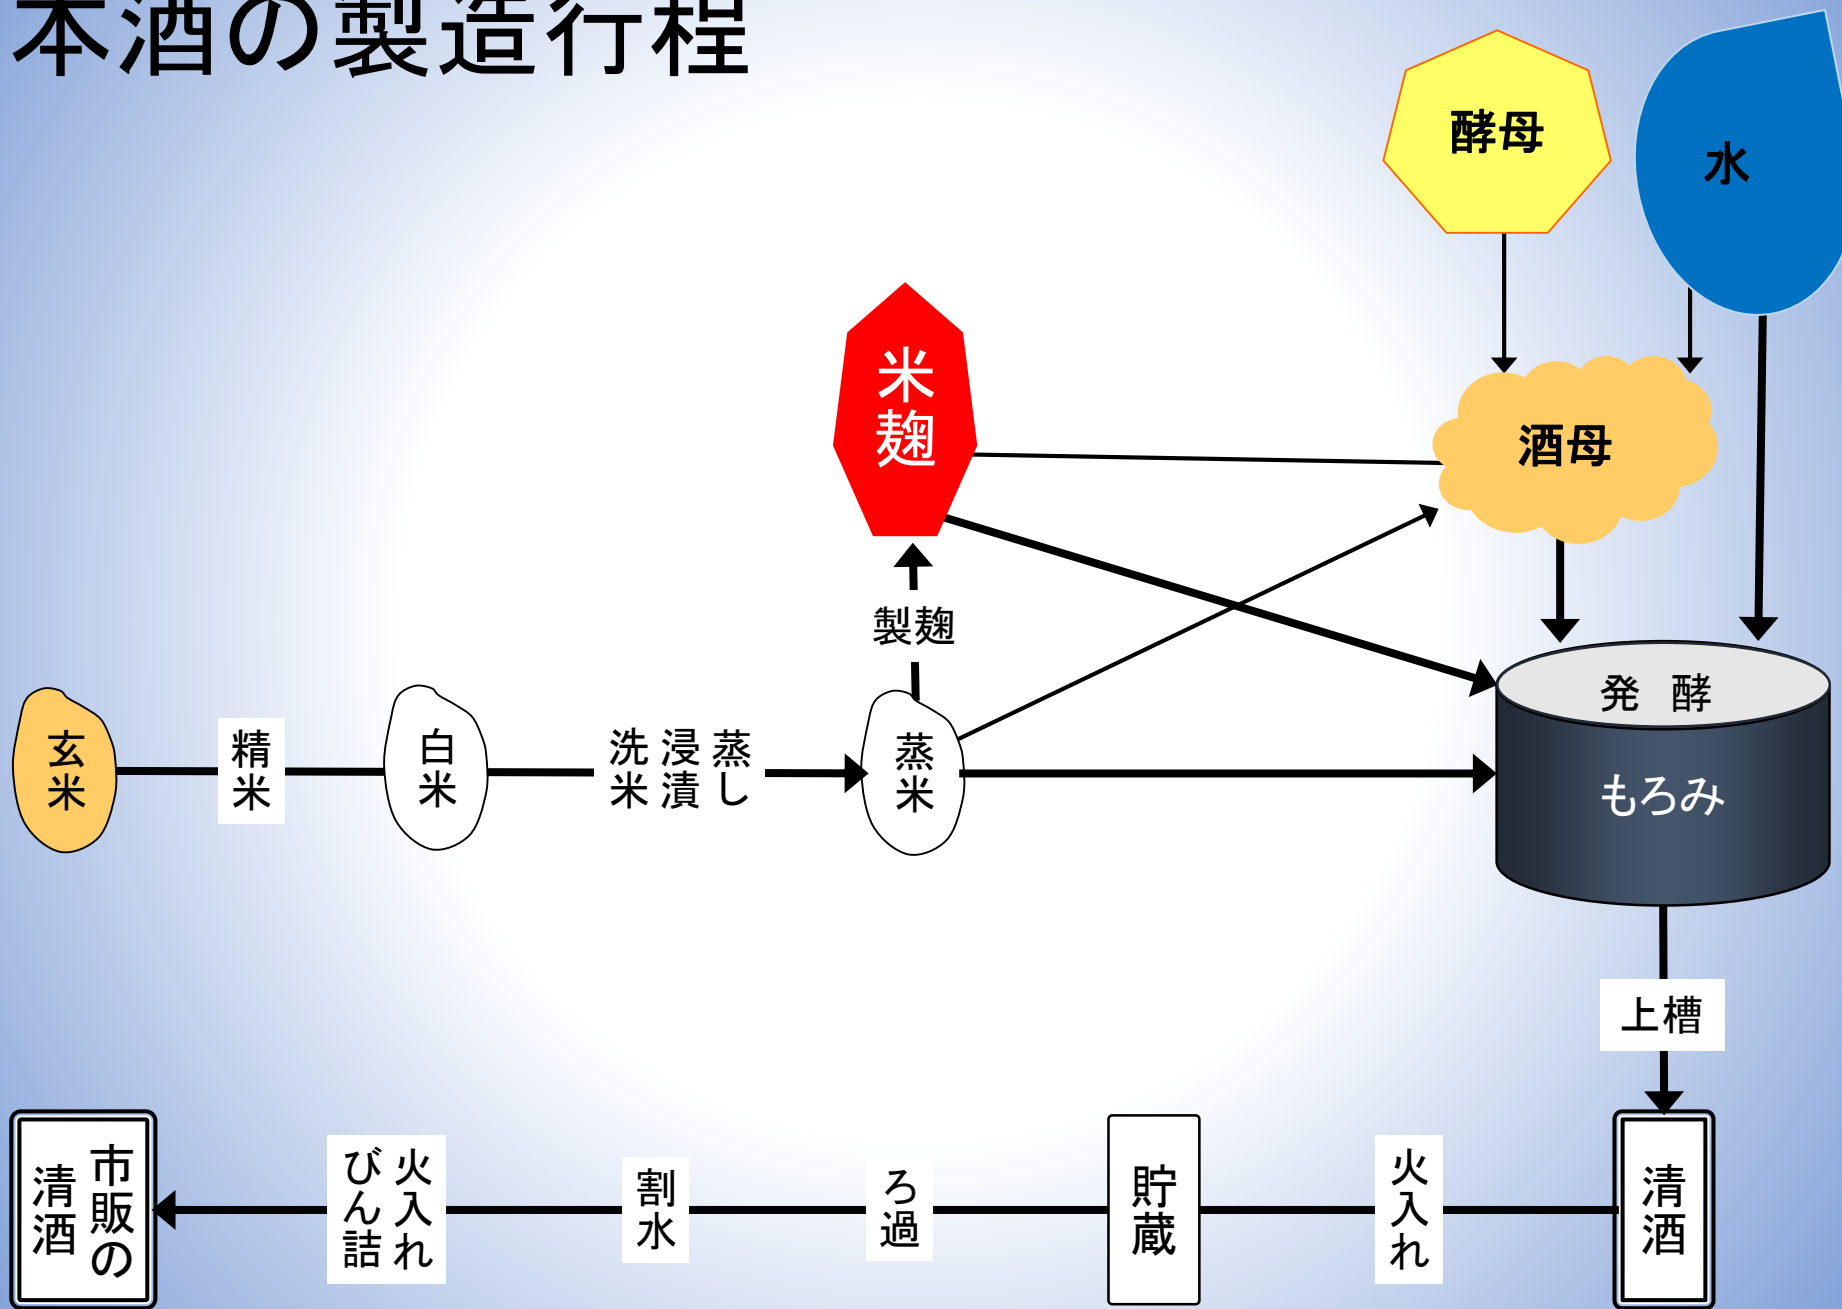 本酒の製造行程
酵母
水
米麹
酒母
製麹
発 酵
もろみ
玄米
精米
白米
洗米
浸漬
蒸し
蒸米
上槽
清酒
火入れ
貯蔵
ろ過
割水
火入れ
びん詰
市販の
清酒